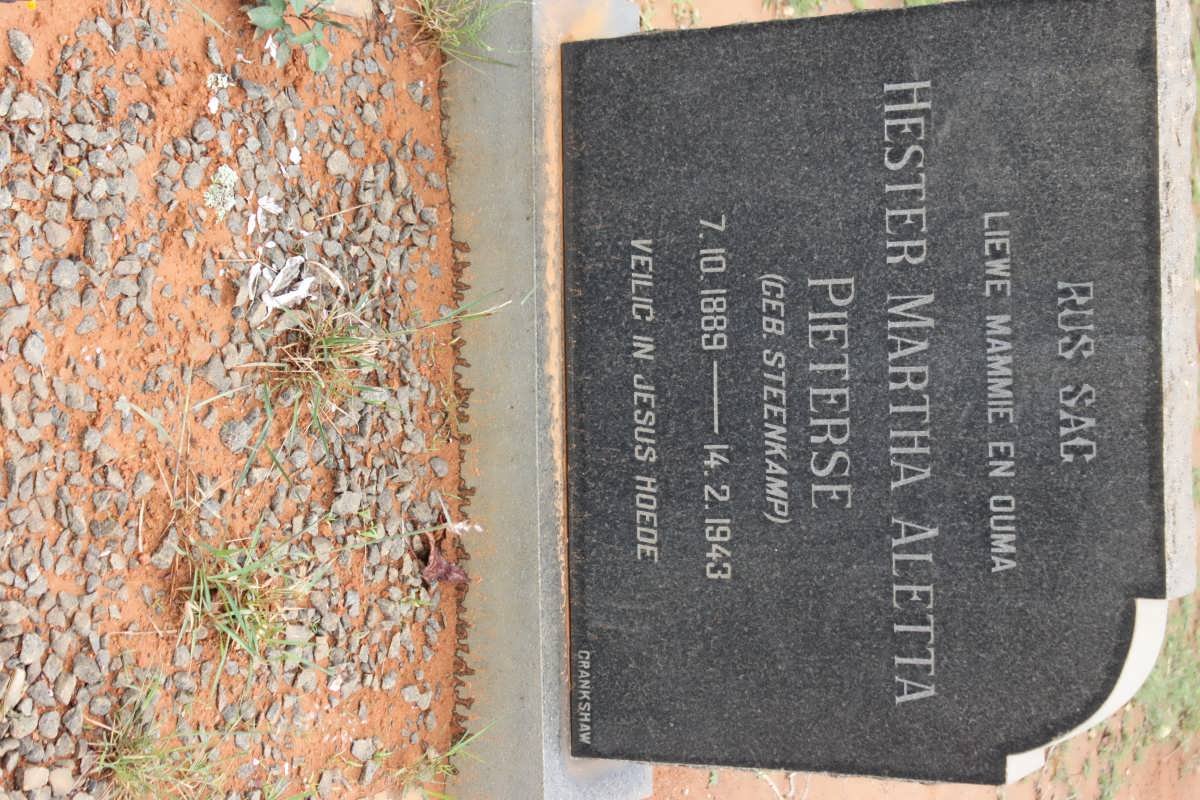 RUS SAG
LIEWE MAMMIE EN OUMA
HESTER MARTHA ALETTA
PIETERSE
(GEB. STEENKAMP)
7.10.1889 — 14.2.1943
VEILIG IN JESUS HOEDE
CRANKSHAW